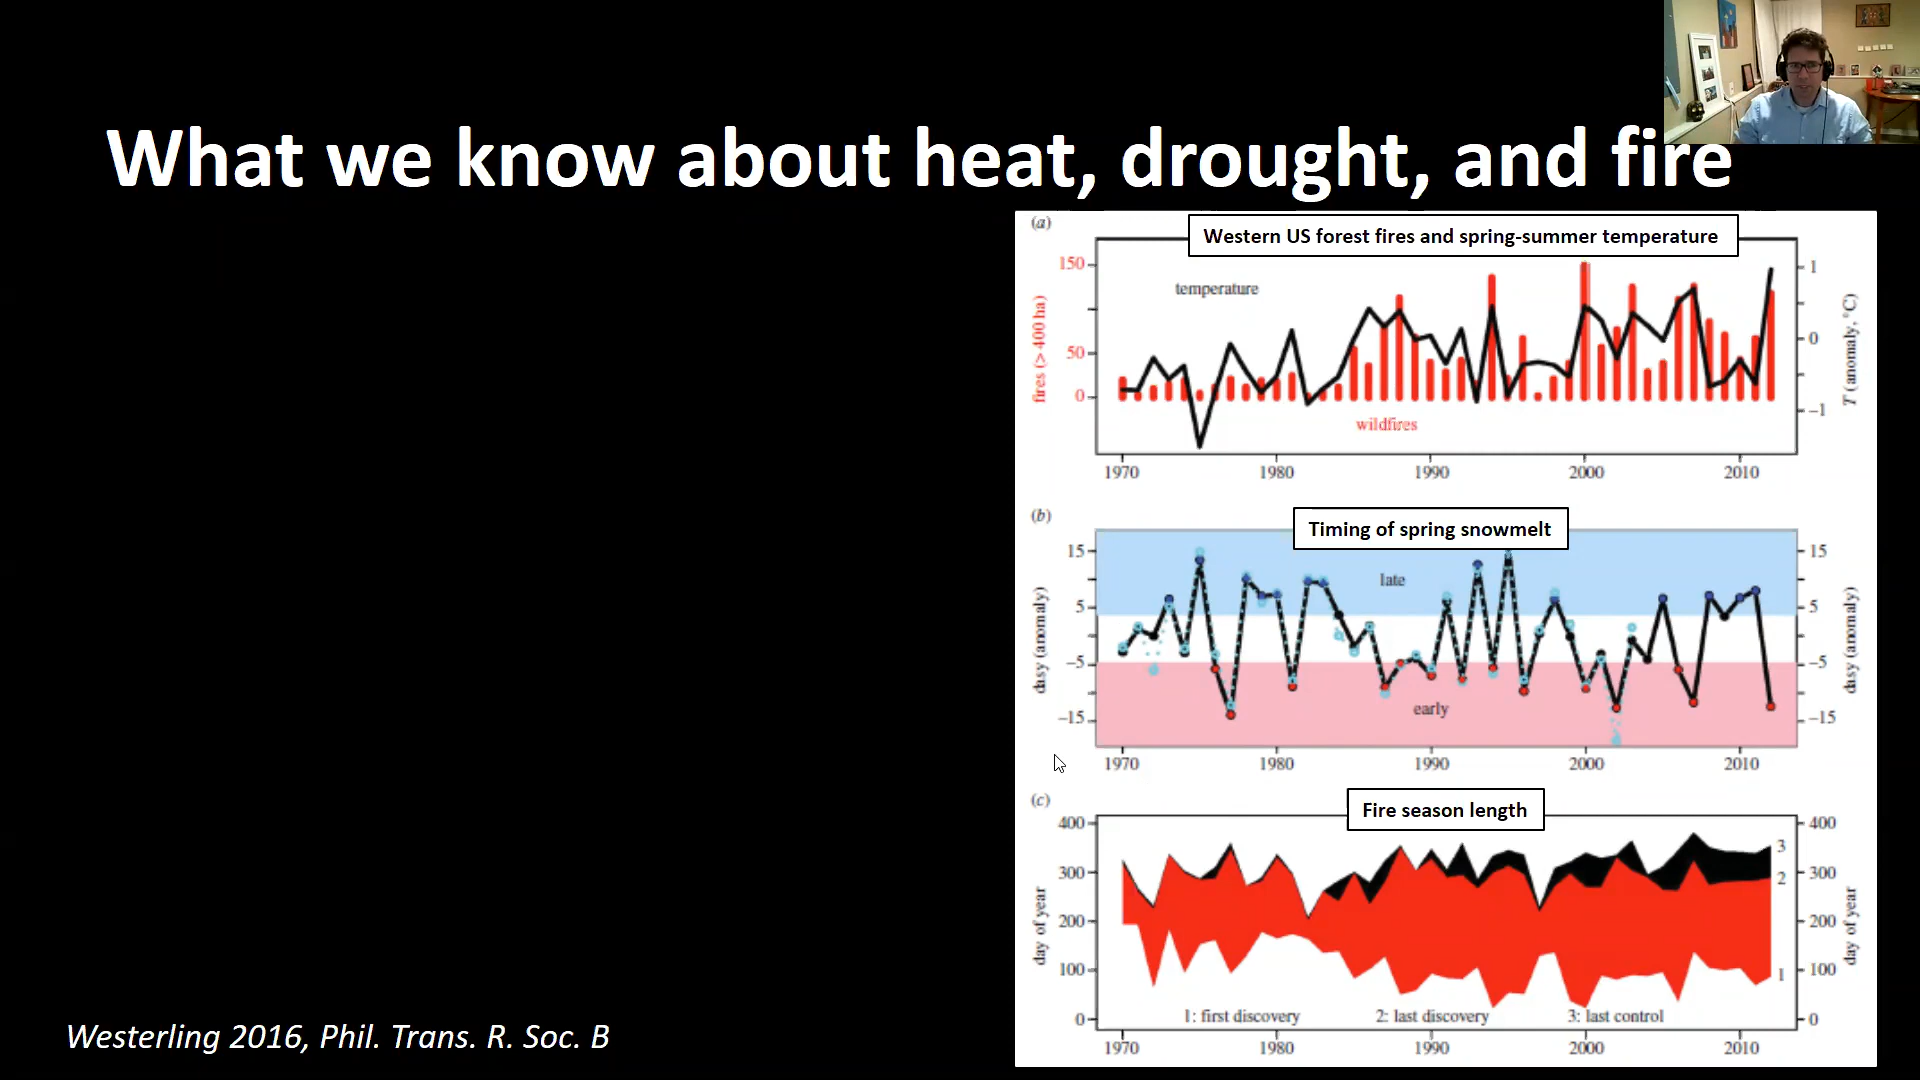 What we know about heat, drought, and fire
(a)
Western US forest fires and spring-summer temperature
temperature
150
50
0
fires (> 400 ha)
1
0
−1
T (anomaly, °C)
wildfires
1970 1980 1990 2000 2010
(b)
Timing of spring snowmelt
late
15
5
−5
−15
dasy (anomaly)
15
5
−5
−15
dasy (anomaly)
early
1970 1980 1990 2000 2010
(c)
Fire season length
400
300
200
100
0
day of year
400
300
200
100
0
day of year
3
2
1
1: first discovery 2: last discovery 3: last control
1970 1980 1990 2000 2010
Westerling 2016, Phil. Trans. R. Soc. B